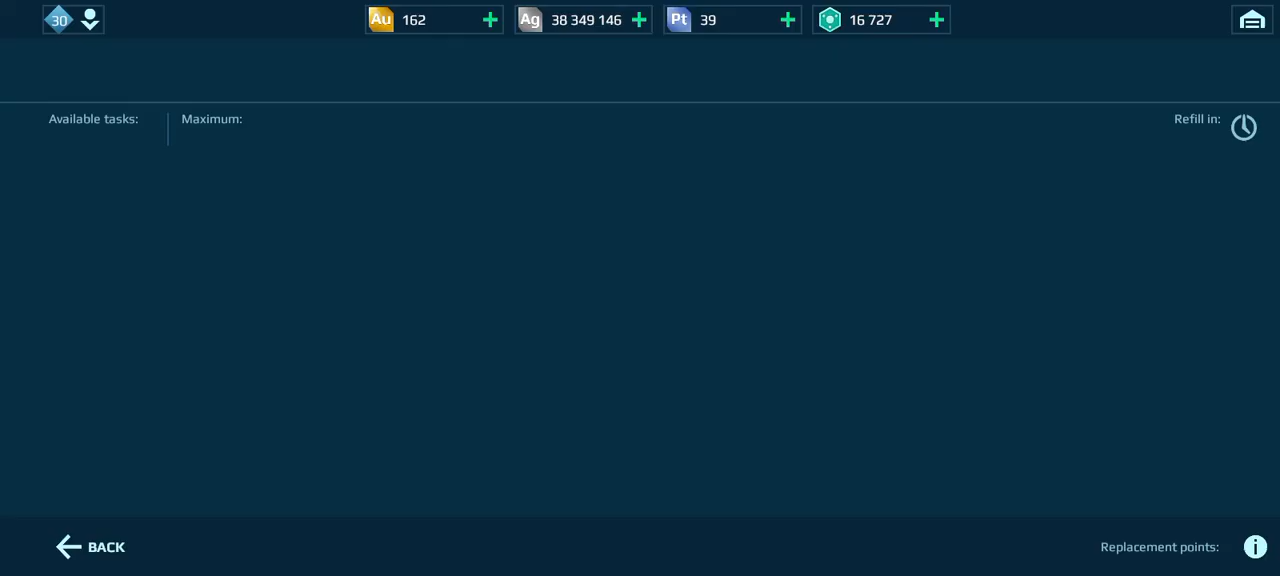 30
Au 162
Ag 38 349 146
Pt 39
16 727
Available tasks:
Maximum:
Refill in:
BACK
Replacement points:
i